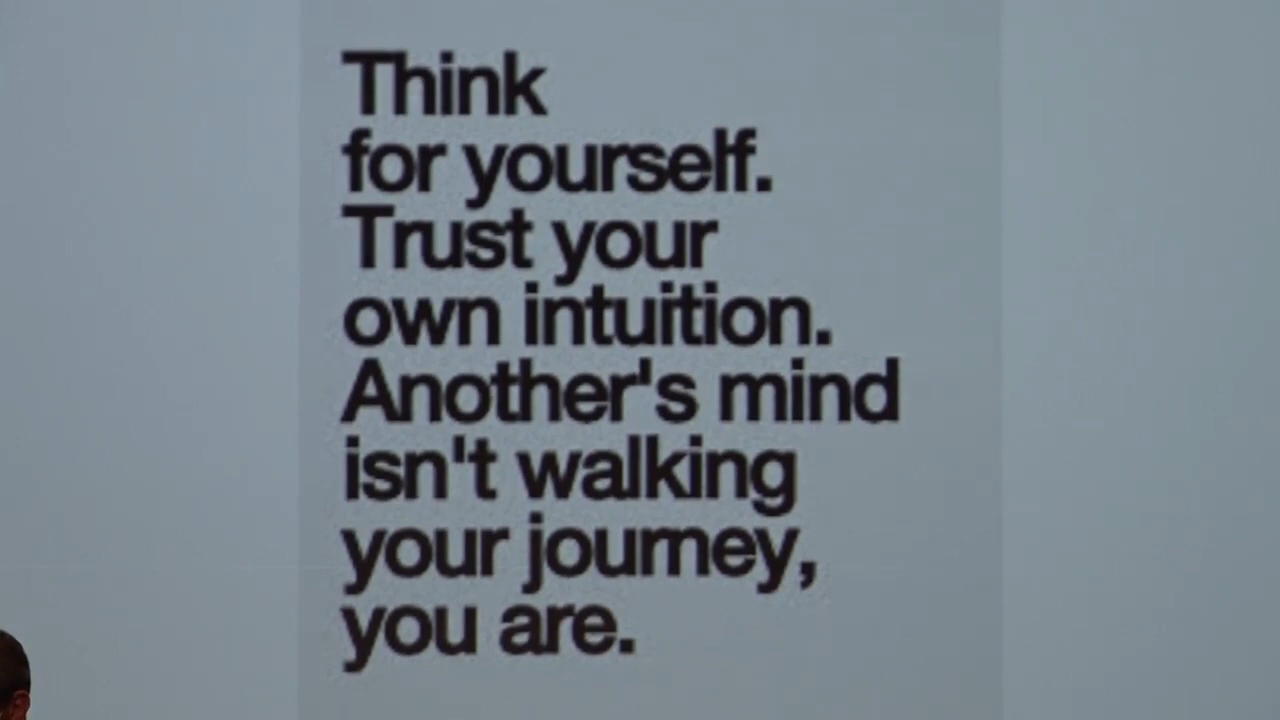 Think
for yourself.
Trust your
own intuition.
Another's mind
isn't walking
your journey,
you are.